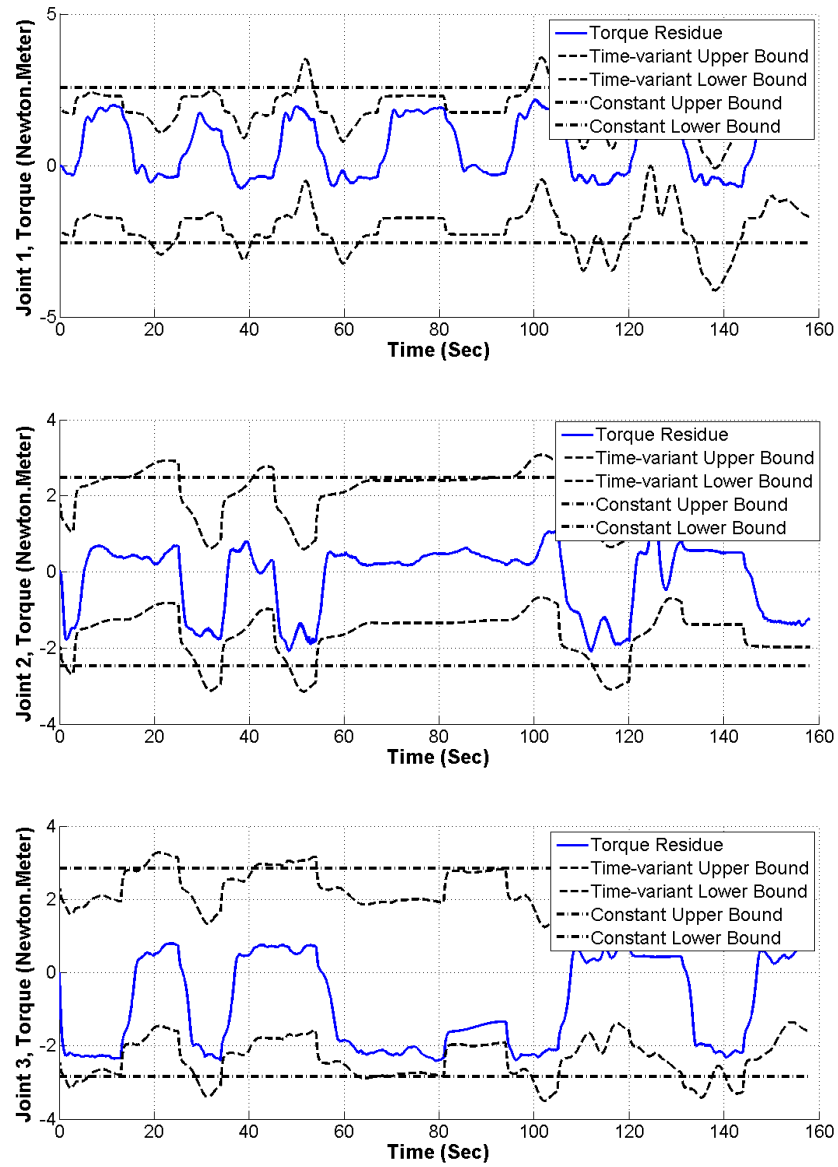 5
0
-5
Joint 1, Torque (Newton.Meter)
Torque Residue
Time-variant Upper Bound
Time-variant Lower Bound
Constant Upper Bound
Constant Lower Bound
0 20 40 60 80 100 120 140 160
Time (Sec)
4
2
0
-2
-4
Joint 2, Torque (Newton.Meter)
Torque Residue
Time-variant Upper Bound
Time-variant Lower Bound
Constant Upper Bound
Constant Lower Bound
0 20 40 60 80 100 120 140 160
Time (Sec)
4
2
0
-2
-4
Joint 3, Torque (Newton.Meter)
Torque Residue
Time-variant Upper Bound
Time-variant Lower Bound
Constant Upper Bound
Constant Lower Bound
0 20 40 60 80 100 120 140 160
Time (Sec)